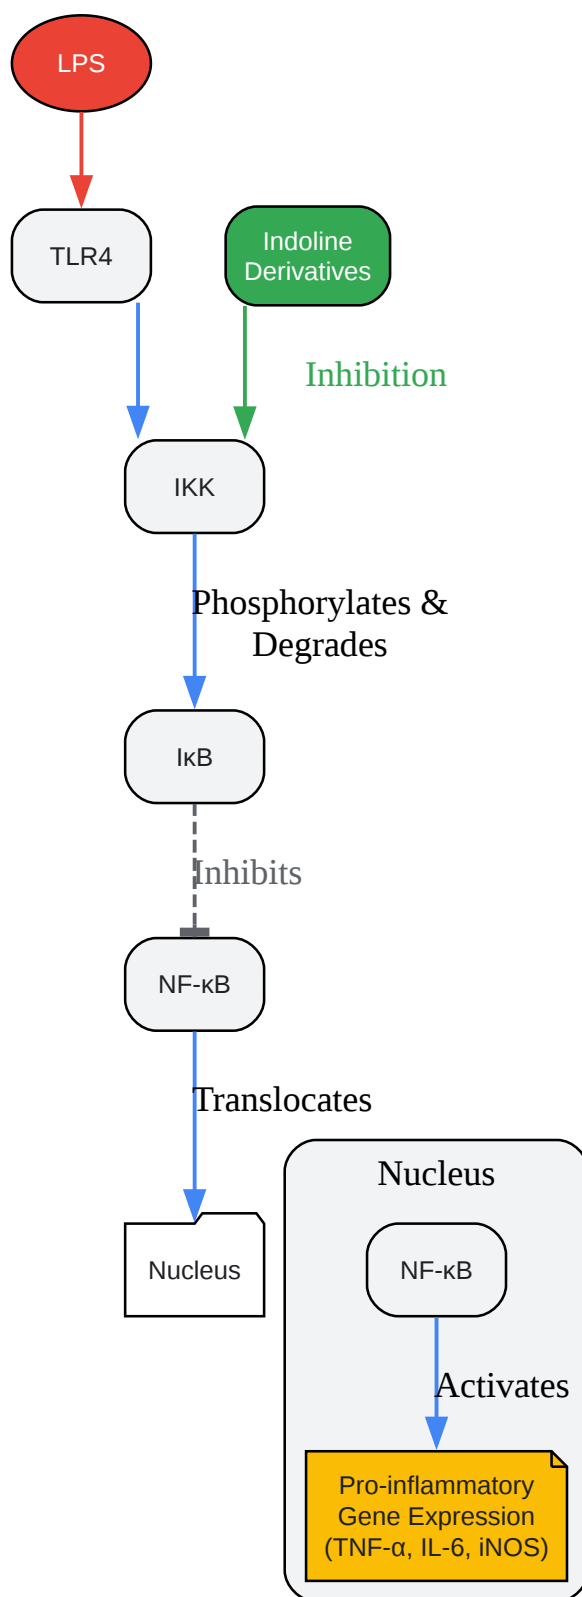 LPS
TLR4
Indoline
Derivatives
Inhibition
IKK
Phosphorylates &
Degrades
IκB
Inhibits
NF-κB
Translocates
Nucleus
Nucleus
NF-κB
Activates
Pro-inflammatory
Gene Expression
(TNF-α, IL-6, iNOS)